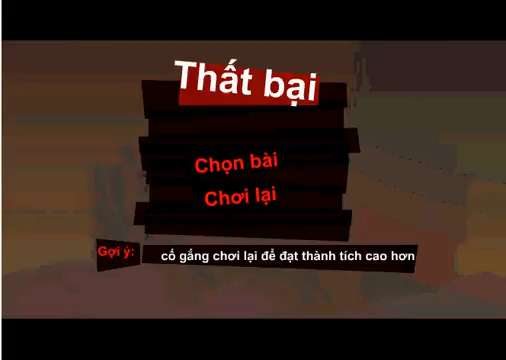 Thất bại
Chọn bài
Chơi lại
Gợi ý:
cố gắng chơi lại để đạt thành tích cao hơn